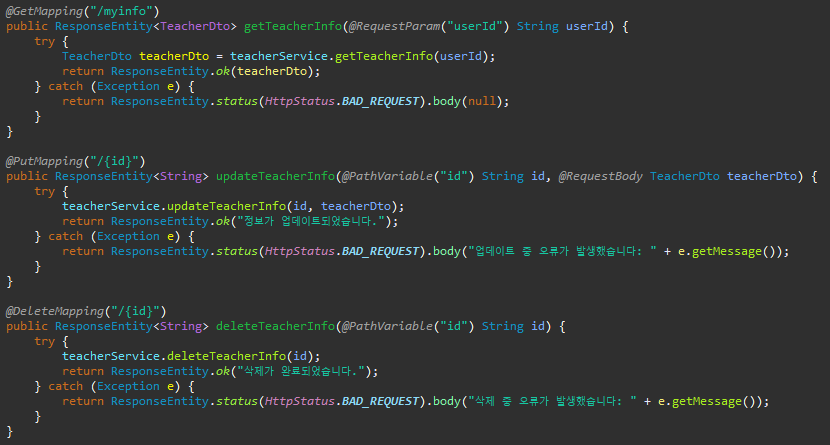 @GetMapping("/myinfo")
public ResponseEntity<TeacherDto> getTeacherInfo(@RequestParam("userId") String userId) {
    try {
        TeacherDto teacherDto = teacherService.getTeacherInfo(userId);
        return ResponseEntity.ok(teacherDto);
    } catch (Exception e) {
        return ResponseEntity.status(HttpStatus.BAD_REQUEST).body(null);
    }
}

@PutMapping("/{id}")
public ResponseEntity<String> updateTeacherInfo(@PathVariable("id") String id, @RequestBody TeacherDto teacherDto) {
    try {
        teacherService.updateTeacherInfo(id, teacherDto);
        return ResponseEntity.ok("정보가 업데이트되었습니다.");
    } catch (Exception e) {
        return ResponseEntity.status(HttpStatus.BAD_REQUEST).body("업데이트 중 오류가 발생했습니다: " + e.getMessage());
    }
}

@DeleteMapping("/{id}")
public ResponseEntity<String> deleteTeacherInfo(@PathVariable("id") String id) {
    try {
        teacherService.deleteTeacherInfo(id);
        return ResponseEntity.ok("삭제가 완료되었습니다.");
    } catch (Exception e) {
        return ResponseEntity.status(HttpStatus.BAD_REQUEST).body("삭제 중 오류가 발생했습니다: " + e.getMessage());
    }
}